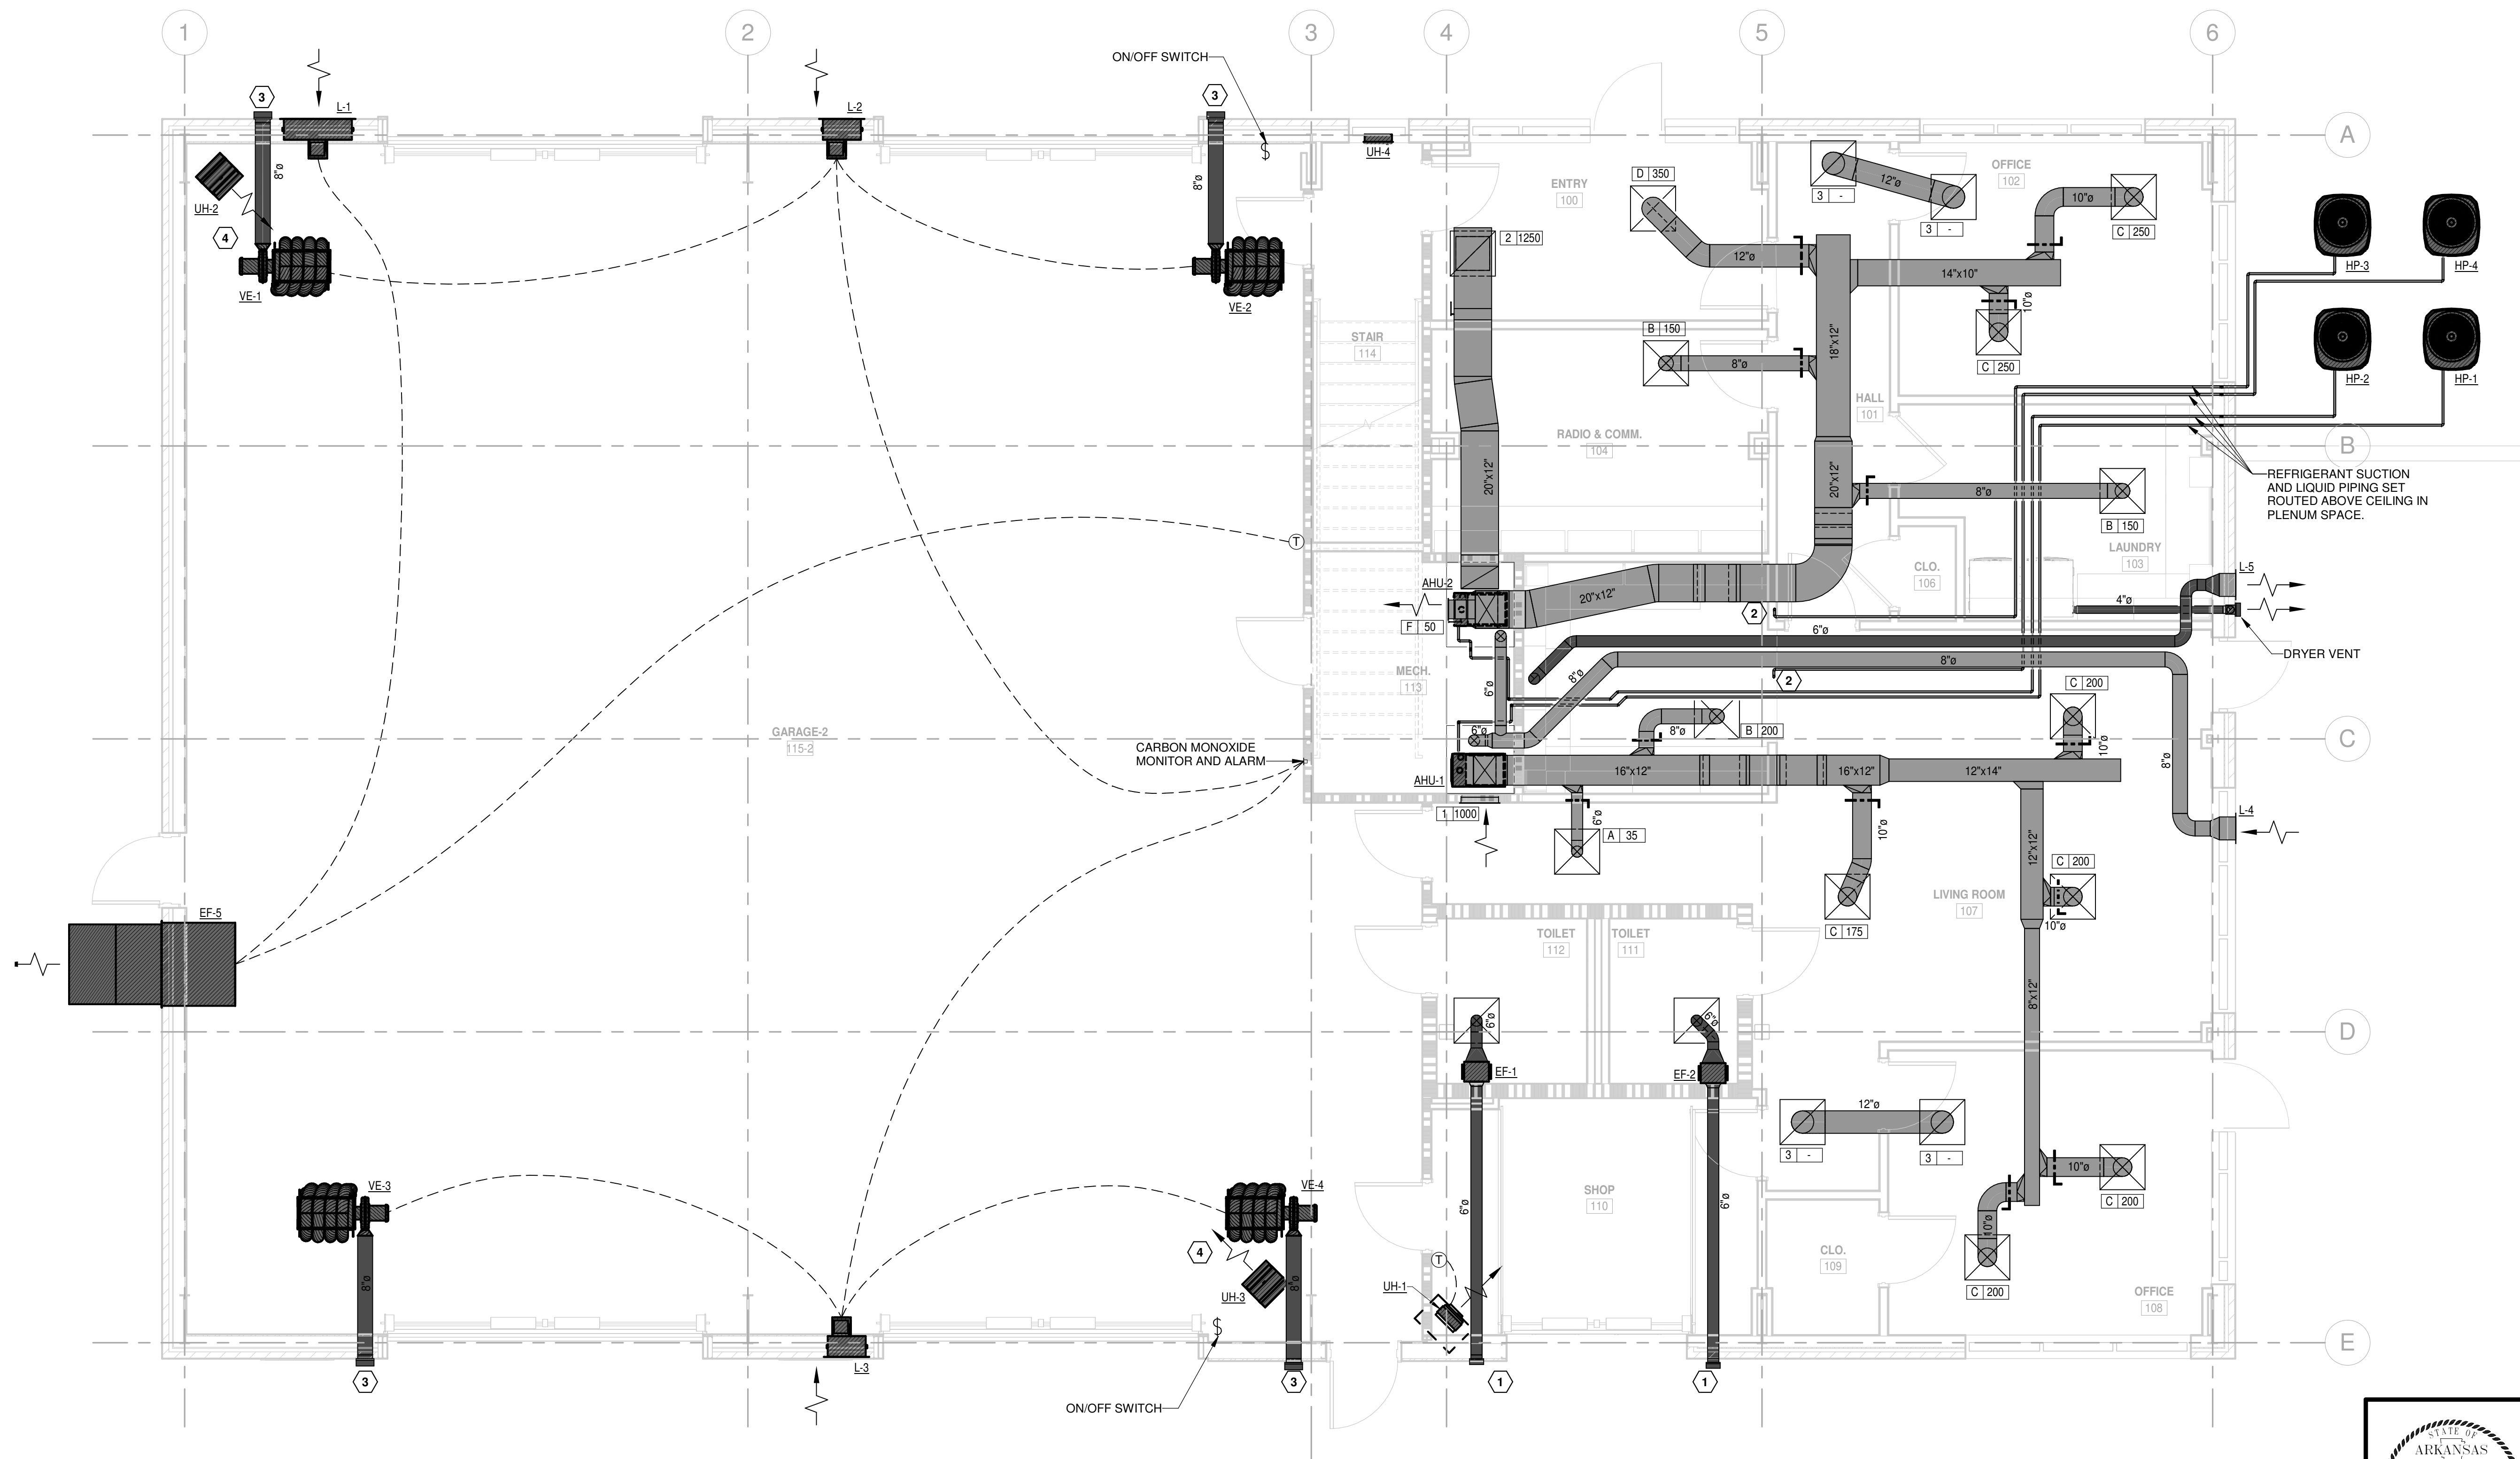 1
2
3
4
5
6
ON/OFF SWITCH
3
L-1
L-2
3
A
8"ø
8"ø
UH-4
OFFICE
102
12"ø
D 350
ENTRY
100
3 -
3 -
10"ø
C 250
UH-2
4
VE-1
VE-2
2 1250
12"ø
14"x10"
10"ø
HP-3
HP-4
STAIR
114
B 150
8"ø
18"x12"
C 250
HP-2
HP-1
HALL
101
RADIO & COMM.
104
B
20"x12"
20"x12"
8"ø
B 150
REFRIGERANT SUCTION
AND LIQUID PIPING SET
ROUTED ABOVE CEILING IN
PLENUM SPACE.
T
LAUNDRY
103
CLO.
106
L-5
AHU-2
20"x12"
4"ø
F 50
2
6"ø
DRYER VENT
MECH.
113
6"ø
8"ø
8"ø
2
C 200
GARAGE-2
115-2
CARBON MONOXIDE
MONITOR AND ALARM
6"ø
8"ø
B 200
10"ø
C
8"ø
AHU-1
16"x12"
16"x12"
12"x14"
1 1000
6"ø
A 35
10"ø
L-4
12"x12"
C 200
10"ø
LIVING ROOM
107
C 175
EF-5
TOILET
112
TOILET
111
8"x12"
6"ø
6"ø
D
EF-1
EF-2
12"ø
3 -
3 -
10"ø
C 200
VE-3
VE-4
SHOP
110
6"ø
6"ø
10"ø
CLO.
109
4
T
8"ø
8"ø
UH-3
UH-1
C 200
OFFICE
108
E
L-3
3
3
1
1
ON/OFF SWITCH
STATE OF
ARKANSAS